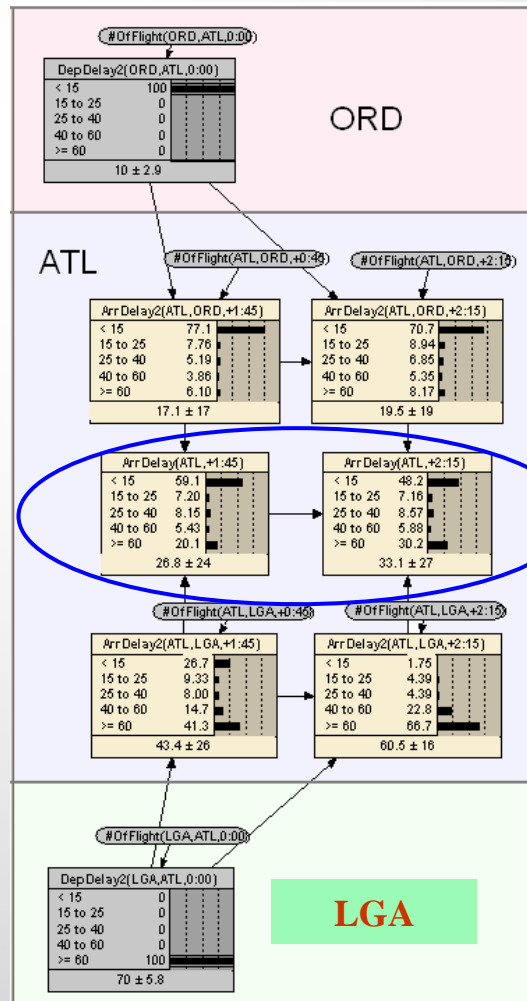 #OfFlight(ORD,ATL,0:00)
DepDelay2(ORD,ATL,0:00)
< 15 100
15 to 25 0
25 to 40 0
40 to 60 0
>= 60 0
10 ± 2.9
ORD
ATL
#OfFlight(ATL,ORD,+0:45)
#OfFlight(ATL,ORD,+2:15)
ArrDelay2(ATL,ORD,+1:45)
< 15 77.1
15 to 25 7.76
25 to 40 5.19
40 to 60 3.86
>= 60 6.10
17.1 ± 17
ArrDelay2(ATL,ORD,+2:15)
< 15 70.7
15 to 25 8.94
25 to 40 6.85
40 to 60 5.35
>= 60 8.17
19.5 ± 19
ArrDelay(ATL,+1:45)
< 15 59.1
15 to 25 7.20
25 to 40 8.15
40 to 60 5.43
>= 60 20.1
26.8 ± 24
ArrDelay(ATL,+2:15)
< 15 48.2
15 to 25 7.16
25 to 40 8.57
40 to 60 5.88
>= 60 30.2
33.1 ± 27
#OfFlight(ATL,LGA,+0:45)
#OfFlight(ATL,LGA,+2:15)
ArrDelay2(ATL,LGA,+1:45)
< 15 26.7
15 to 25 9.33
25 to 40 8.00
40 to 60 14.7
>= 60 41.3
43.4 ± 26
ArrDelay2(ATL,LGA,+2:15)
< 15 1.75
15 to 25 4.39
25 to 40 4.39
40 to 60 22.8
>= 60 66.7
60.5 ± 16
#OfFlight(LGA,ATL,0:00)
DepDelay2(LGA,ATL,0:00)
< 15 0
15 to 25 0
25 to 40 0
40 to 60 0
>= 60 100
70 ± 5.8
LGA